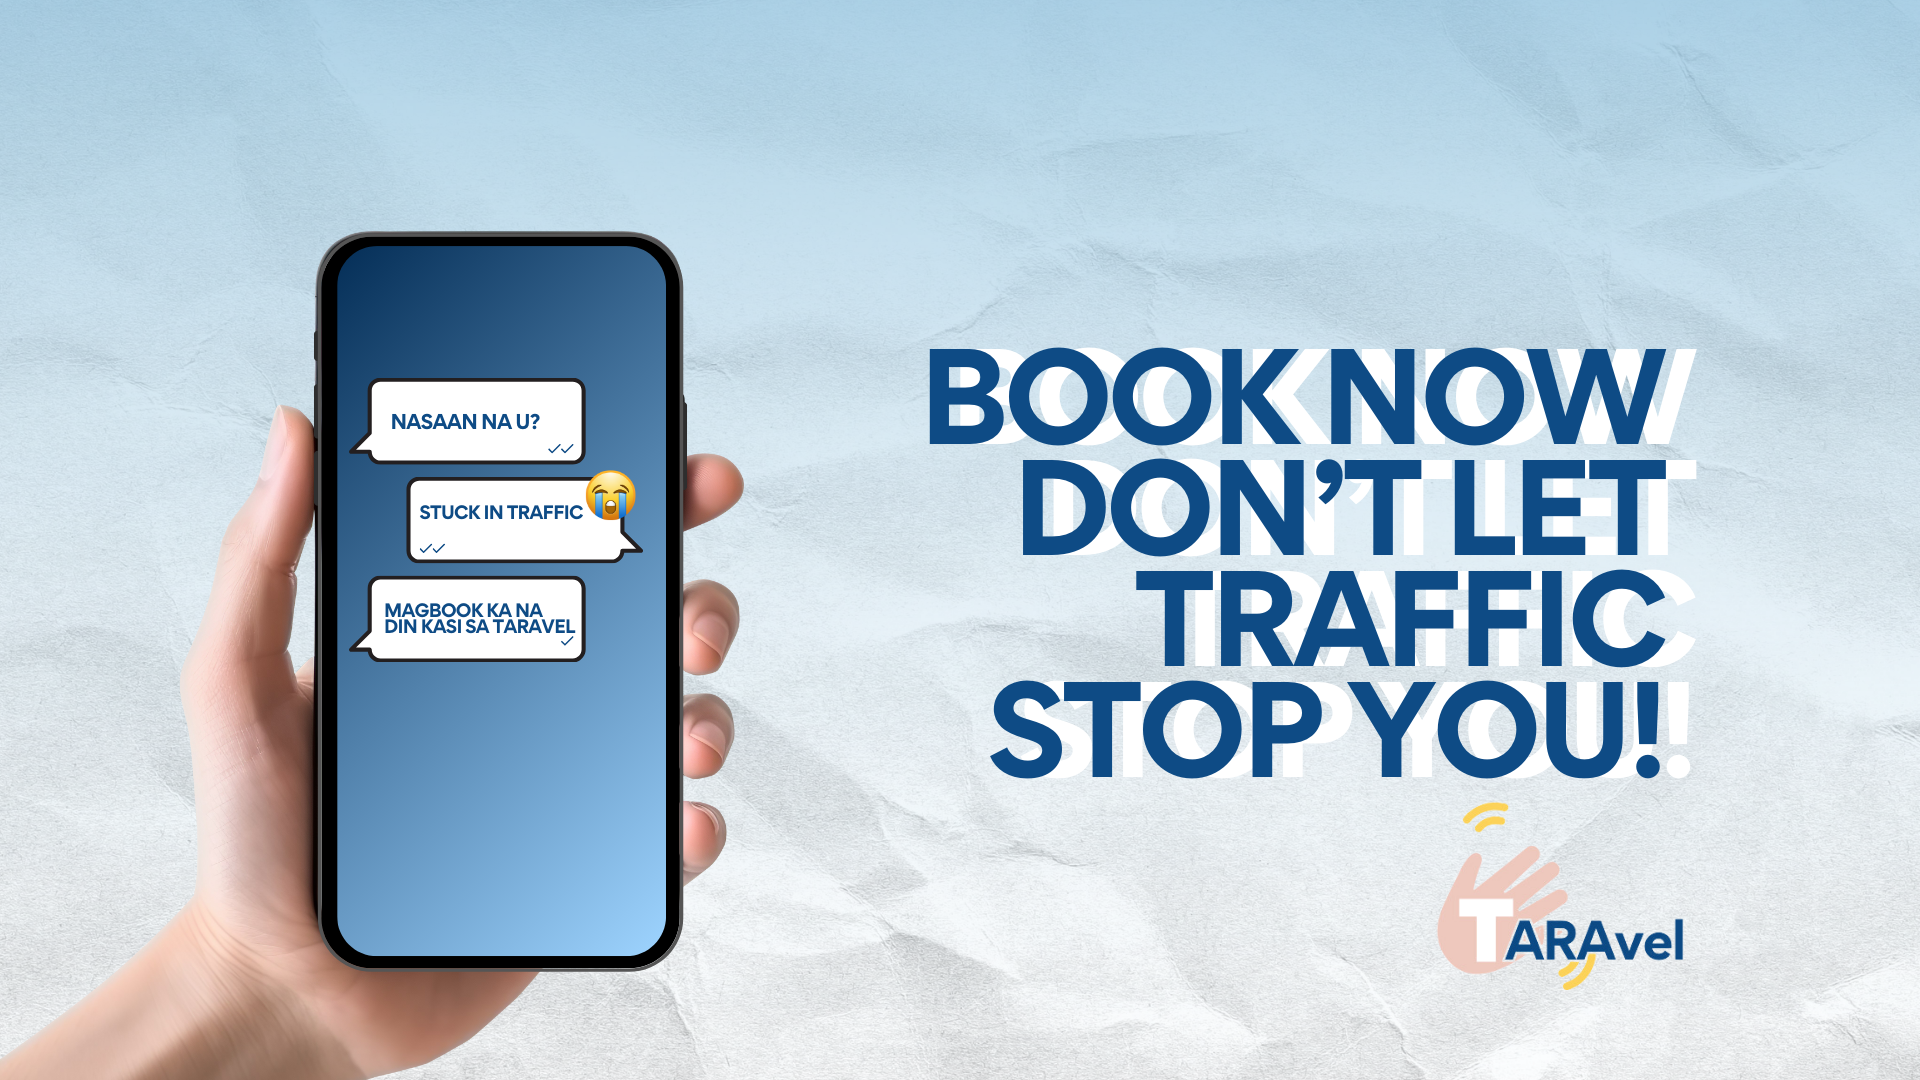 NASAAN NA U?
STUCK IN TRAFFIC
MAGBOOK KA NA
DIN KASI SA TARAVEL
BOOK NOW
DON’T LET
TRAFFIC
STOP YOU!!
TARAvel